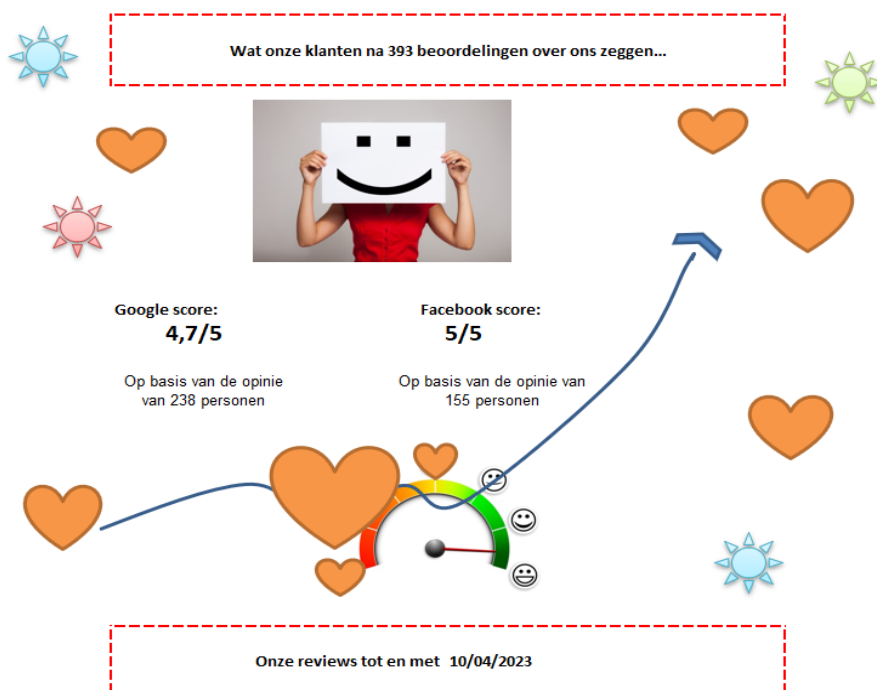 Wat onze klanten na 393 beoordelingen over ons zeggen...
Google score:
4,7/5
Op basis van de opinie
van 238 personen
Facebook score:
5/5
Op basis van de opinie van
155 personen
Onze reviews tot en met 10/04/2023